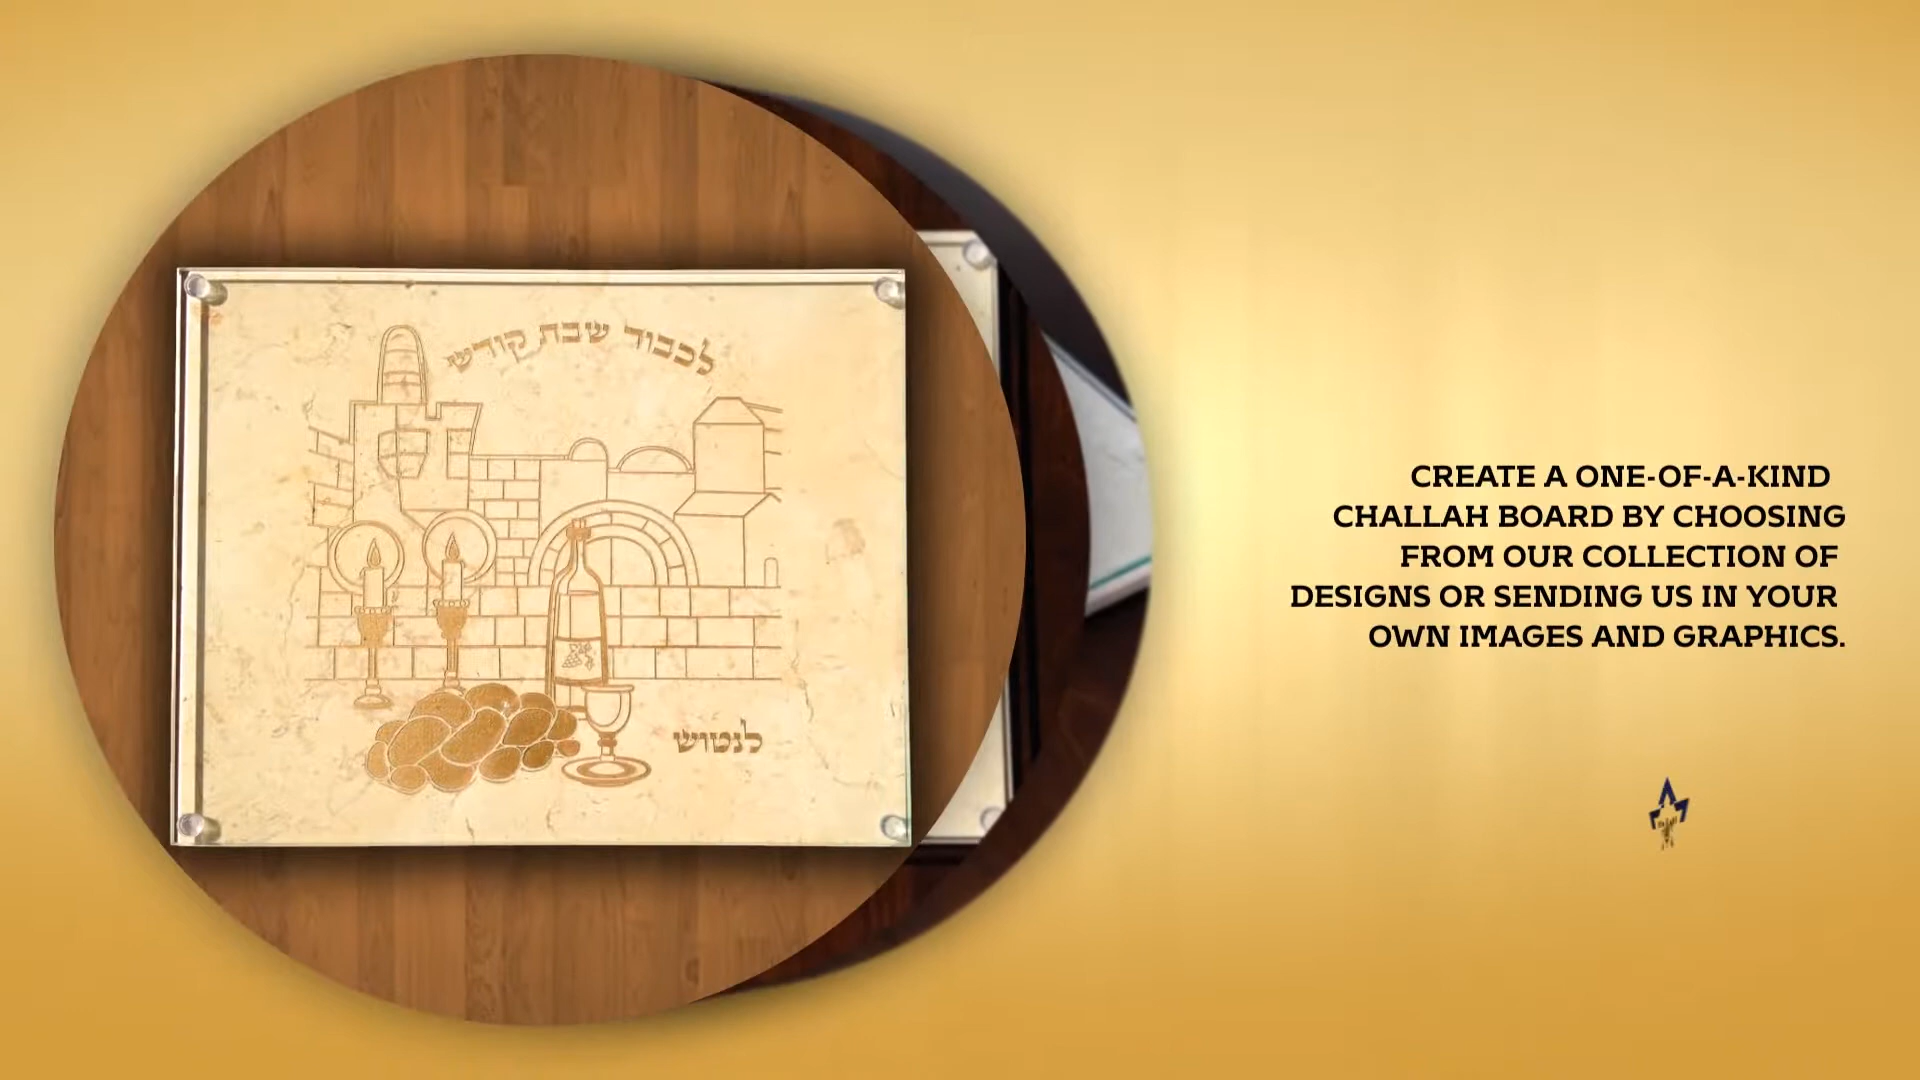 לכבוד שבת קודש
לנטוש
CREATE A ONE-OF-A-KIND
CHALLAH BOARD BY CHOOSING
FROM OUR COLLECTION OF
DESIGNS OR SENDING US IN YOUR
OWN IMAGES AND GRAPHICS.